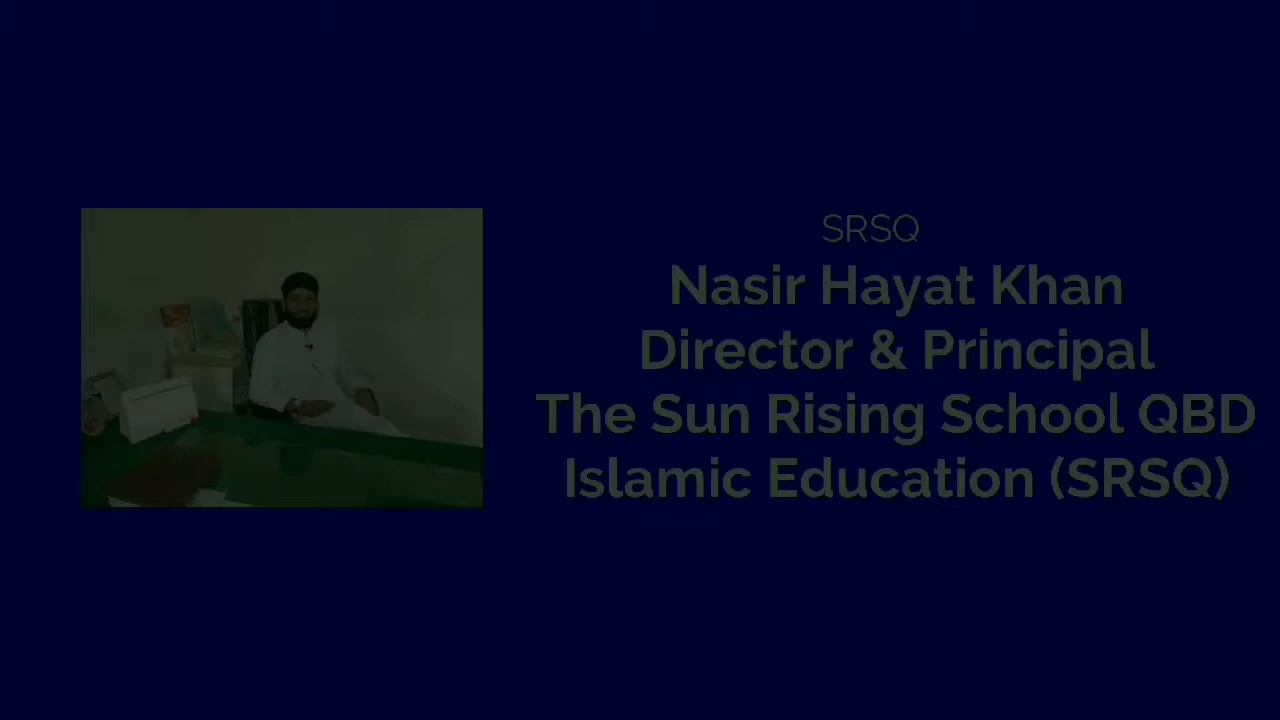 SRSQ
Nasir Hayat Khan
Director & Principal
The Sun Rising School QBD
Islamic Education (SRSQ)